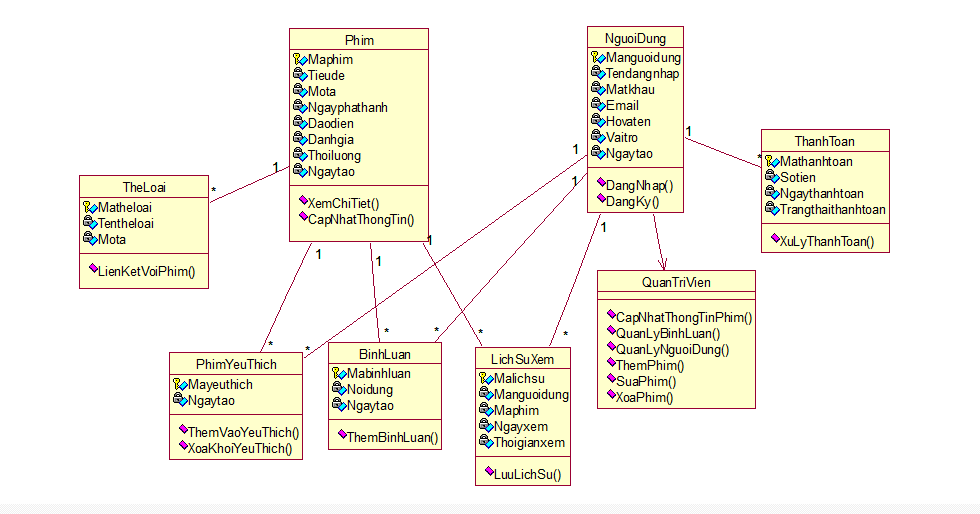 Phim
Maphim
Tieude
Mota
Ngayphathanh
Daodien
Danhgia
Thoiluong
Ngaytao
XemChiTiet()
CapNhatThongTin()
NguoiDung
Manguoidung
Tendangnhap
Matkhau
Email
Hovaten
Vaitro
Ngaytao
DangNhap()
DangKy()
ThanhToan
Mathanhtoan
Sotien
Ngaythanhtoan
Trangthaithanhtoan
XuLyThanhToan()
TheLoai
Matheloai
Tentheloai
Mota
LienKetVoiPhim()
1
*
1
*
1
1
1
1
1
1
*
*
*
*
*
*
QuanTriVien
CapNhatThongTinPhim()
QuanLyBinhLuan()
QuanLyNguoiDung()
ThemPhim()
SuaPhim()
XoaPhim()
PhimYeuThich
Mayeuthich
Ngaytao
ThemVaoYeuThich()
XoaKhoiYeuThich()
BinhLuan
Mabinhluan
Noidung
Ngaytao
ThemBinhLuan()
LichSuXem
Malichsu
Manguoidung
Maphim
Ngayxem
Thoigianxem
LuuLichSu()